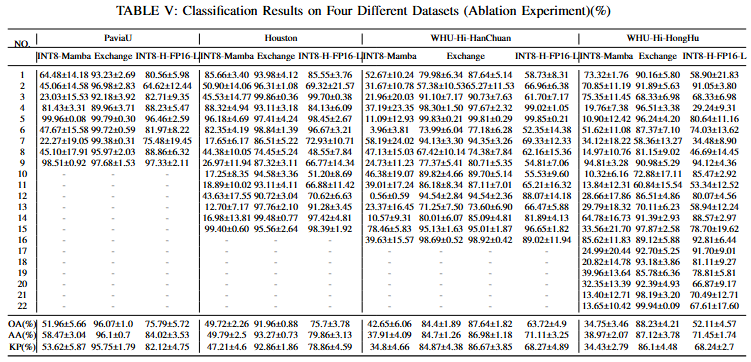 TABLE V: Classification Results on Four Different Datasets (Ablation Experiment)(%)
NO. PaviaU Houston WHU-Hi-HanChuan WHU-Hi-HongHu
INT8-Mamba Exchange INT8-H-FP16-L INT8-Mamba Exchange INT8-H-FP16-L INT8-Mamba Exchange INT8-H-FP16-L INT8-Mamba Exchange INT8-H-FP16-L
1 64.48±14.18 93.23±2.69 80.56±5.98 85.66±3.40 93.98±4.12 85.55±3.76 52.67±10.24 79.98±6.34 87.64±5.14 58.73±8.31 73.32±1.76 90.16±5.80 58.90±21.83
2 45.06±14.58 96.98±2.83 64.62±12.44 50.90±14.06 96.31±1.08 69.32±21.57 31.67±10.78 57.38±10.536 5.27±11.53 66.96±6.38 70.85±11.19 91.89±5.63 91.05±3.80
3 23.03±15.53 92.18±3.92 82.71±9.35 45.53±14.77 99.86±0.36 99.70±0.38 21.96±20.03 91.10±7.17 90.73±7.63 61.70±7.17 75.35±11.45 68.33±6.98 68.33±6.98
4 81.43±3.31 89.96±3.71 88.23±5.47 88.32±4.94 93.11±3.18 84.13±6.09 37.19±23.35 98.30±1.50 97.67±2.32 99.02±1.05 19.76±7.38 96.51±3.38 29.24±9.31
5 99.96±0.08 99.79±0.30 96.46±2.59 96.18±4.69 97.41±4.24 98.45±2.67 11.09±12.93 99.83±0.21 99.81±0.29 99.85±0.21 10.90±12.42 96.24±4.20 80.64±11.16
6 47.67±15.58 99.72±0.59 81.97±8.22 82.35±4.19 98.84±1.39 96.67±3.21 3.96±3.81 73.99±6.04 77.18±6.28 52.35±14.38 51.62±11.08 87.37±7.10 74.03±13.62
7 22.27±19.05 99.38±0.31 75.48±19.45 17.65±6.17 86.51±5.22 72.93±10.71 58.19±24.02 94.13±3.30 94.35±3.26 69.33±12.33 34.12±18.22 58.36±13.27 34.48±8.90
8 45.10±17.91 95.97±2.03 88.86±6.32 44.38±10.05 74.45±5.24 48.55±7.84 47.13±15.03 67.42±10.14 74.38±7.84 62.16±15.36 14.97±10.76 81.15±9.02 46.69±14.45
9 98.51±0.92 97.68±1.53 97.33±2.11 26.97±11.94 87.32±3.11 66.77±14.34 24.73±11.23 77.37±5.41 80.71±5.35 54.81±7.06 94.81±3.28 90.98±5.29 94.12±4.36
10 - - - 17.25±8.35 94.58±3.36 51.20±8.69 46.38±19.07 89.82±4.66 89.70±5.14 55.53±9.60 10.32±6.16 72.88±17.11 85.47±2.92
11 - - - 18.89±10.02 93.11±4.11 66.88±11.42 39.01±17.24 86.18±8.34 87.11±7.01 65.21±16.32 13.84±12.31 60.84±15.54 53.34±12.52
12 - - - 43.63±17.55 90.72±3.04 70.62±6.63 0.56±0.59 94.54±2.84 94.54±2.36 88.07±14.18 28.66±17.86 86.51±4.86 80.07±4.56
13 - - - 12.70±7.17 97.76±2.10 91.28±3.45 23.37±16.45 71.25±7.50 73.60±6.90 66.47±5.88 29.79±18.32 70.11±6.23 58.94±12.24
14 - - - 16.98±13.81 99.48±0.77 97.42±4.81 10.57±9.31 80.01±6.07 85.09±4.81 81.89±4.13 64.78±16.73 91.39±2.93 88.57±2.97
15 - - - 99.40±0.60 95.56±2.64 98.39±1.92 78.46±5.83 95.13±1.63 95.01±1.87 96.65±1.82 33.56±21.70 97.87±2.58 78.70±19.62
16 - - - - - - 39.63±15.57 98.69±0.52 98.92±0.42 89.02±11.94 85.62±11.83 89.12±5.88 92.81±6.44
17 - - - - - - - - - 24.99±20.44 92.70±5.25 91.70±9.01
18 - - - - - - - - - 20.82±14.78 93.18±3.86 81.11±9.27
19 - - - - - - - - - 39.96±13.64 85.78±6.36 78.81±5.81
20 - - - - - - - - - 32.35±13.39 92.39±4.93 66.87±9.17
21 - - - - - - - - - 13.40±12.71 98.19±3.20 70.49±12.71
22 - - - - - - - - - 13.65±10.42 99.94±0.09 67.61±17.60
OA(%) 51.96±5.66 96.07±1.0 75.79±5.72 49.72±2.26 91.96±0.88 75.7±3.78 42.65±6.06 84.4±1.89 87.64±1.82 63.72±4.9 34.75±3.46 88.23±4.21 52.11±4.57
AA(%) 58.47±3.04 96.1±0.7 84.02±3.53 49.79±2.5 93.27±0.75 79.86±3.13 37.91±4.09 84.7±1.26 86.98±1.18 71.11±3.25 38.97±2.07 87.12±3.78 71.45±1.74
KP(%) 53.62±5.87 95.75±1.79 82.12±4.75 47.21±4.6 92.86±1.86 78.86±4.59 34.8±4.66 84.87±4.38 86.67±3.85 68.27±4.89 34.43±2.79 86.1±4.48 68.24±2.7